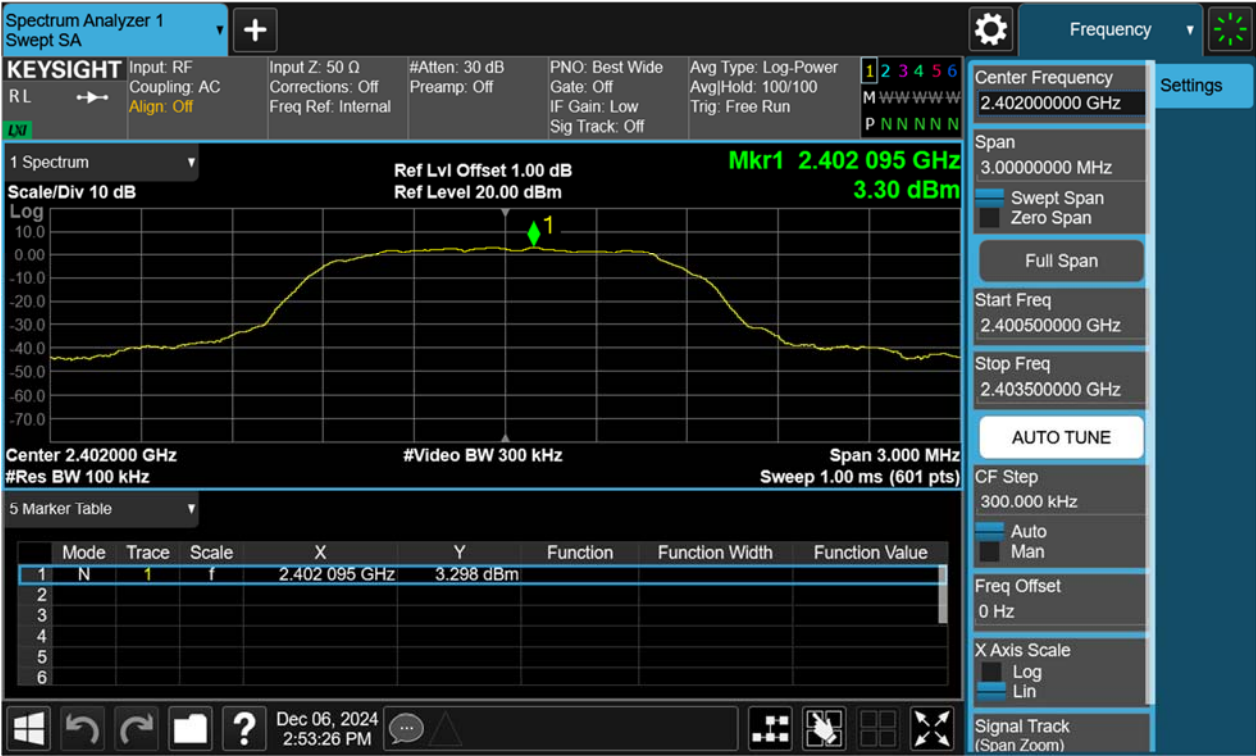 Spectrum Analyzer 1
Swept SA
+
Frequency
KEYSIGHT
R L
LXI
Input: RF
Coupling: AC
Align: Off
Input Z: 50 Ω
Corrections: Off
Freq Ref: Internal
#Atten: 30 dB
Preamp: Off
PNO: Best Wide
Gate: Off
IF Gain: Low
Sig Track: Off
Avg Type: Log-Power
Avg|Hold: 100/100
Trig: Free Run
1 2 3 4 5 6
M W W W W W
P N N N N N
1 Spectrum
Scale/Div 10 dB
Ref Lvl Offset 1.00 dB
Ref Level 20.00 dBm
Mkr1 2.402 095 GHz
3.30 dBm
Log
1
10.0
0.00
-10.0
-20.0
-30.0
-40.0
-50.0
-60.0
-70.0
Center 2.402000 GHz
#Video BW 300 kHz
Span 3.000 MHz
#Res BW 100 kHz
Sweep 1.00 ms (601 pts)
5 Marker Table
Mode Trace Scale X Y Function Function Width Function Value
1 N 1 f 2.402 095 GHz 3.298 dBm
2
3
4
5
6
?
Dec 06, 2024
2:53:26 PM
Center Frequency
2.402000000 GHz
Settings
Span
3.00000000 MHz
Swept Span
Zero Span
Full Span
Start Freq
2.400500000 GHz
Stop Freq
2.403500000 GHz
AUTO TUNE
CF Step
300.000 kHz
Auto
Man
Freq Offset
0 Hz
X Axis Scale
Log
Lin
Signal Track
(Span Zoom)